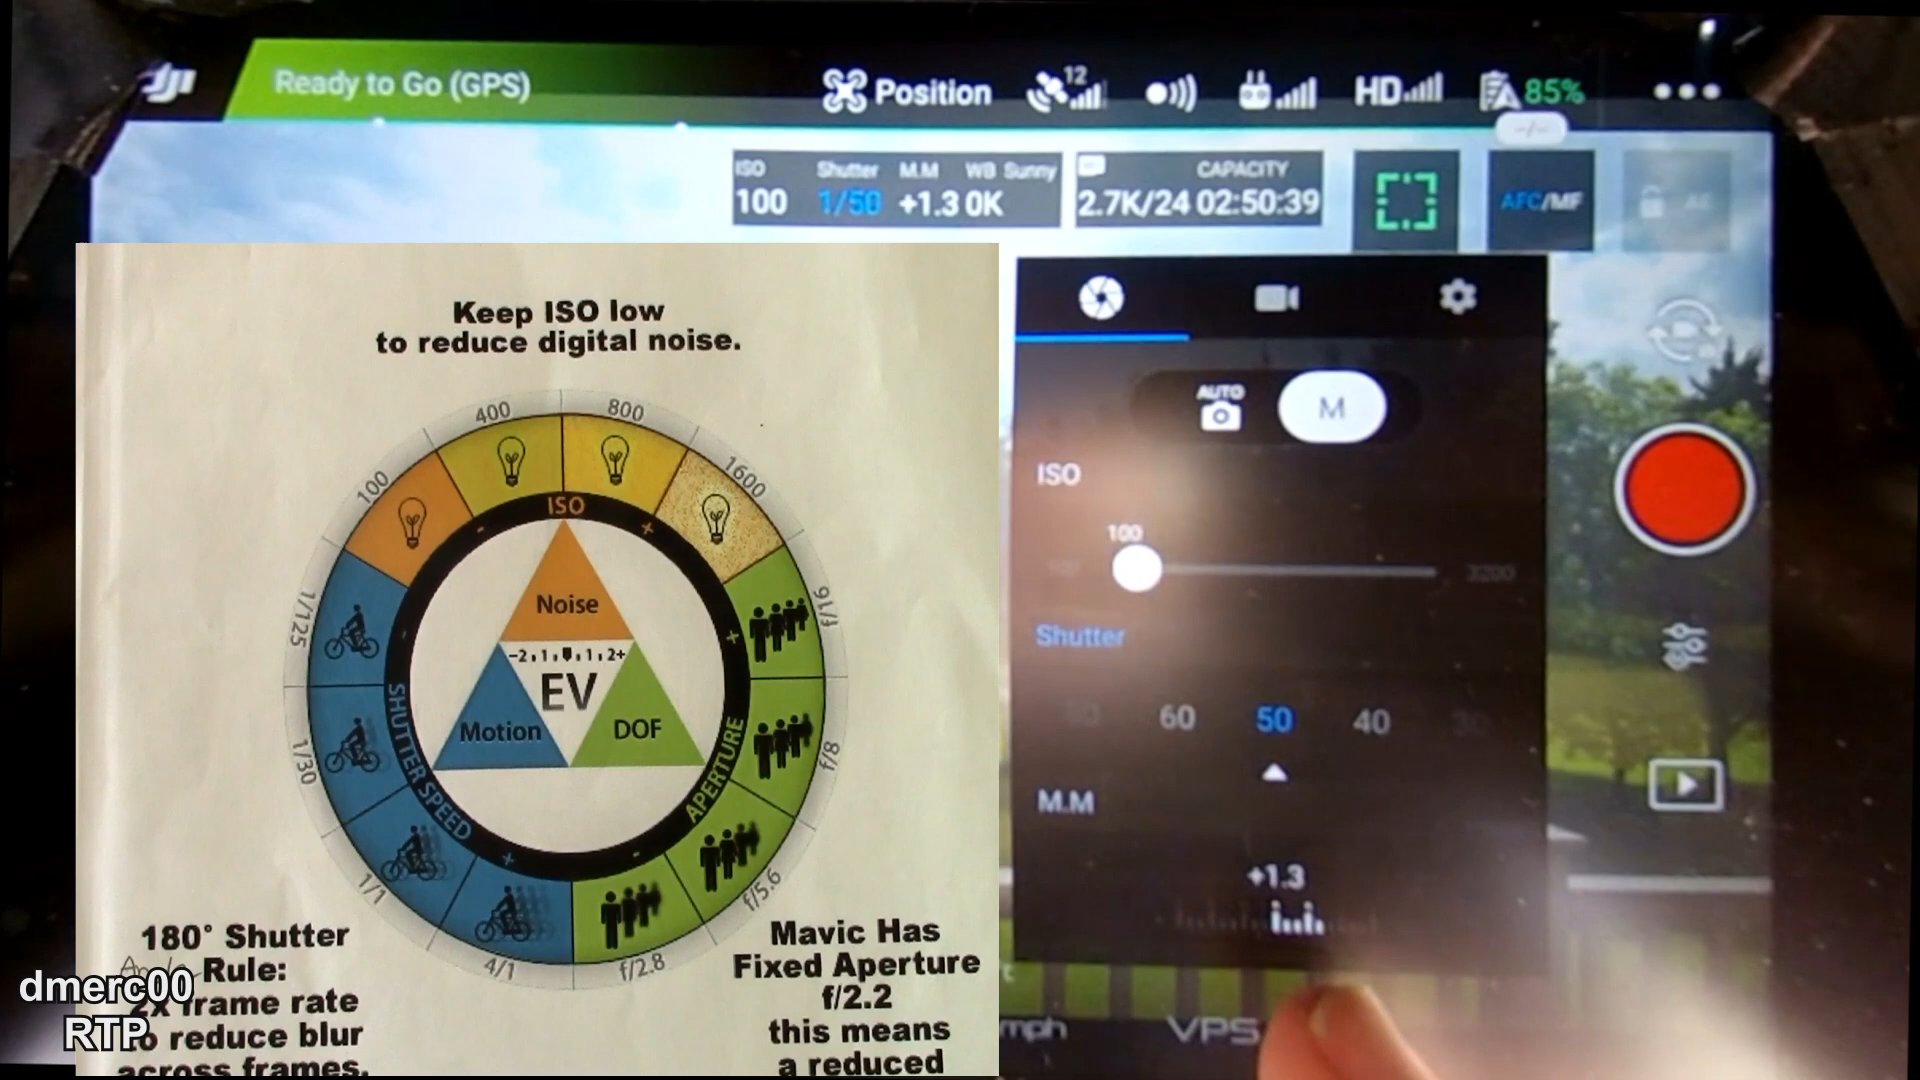 dji
Ready to Go (GPS)
Position
12
HD
85%
-/-
ISO Shutter M.M WB Sunny
100 1/50 +1.3 0K
CAPACITY
2.7K/24 02:50:39
AFC/MF
AE
AUTO
M
ISO
100
3200
Shutter
60 50 40
M.M
+1.3
mph
VPS
Keep ISO low
to reduce digital noise.
100
400
800
1600
ISO
- +
1/125
1/30
1/1
4/1
SHUTTER SPEED
- +
f/16
f/8
f/5.6
f/2.8
APERTURE
+ -
Noise
-2 1 1 2+
EV
Motion
DOF
180° Shutter
Rule:
2x frame rate
to reduce blur
across frames.
Mavic Has
Fixed Aperture
f/2.2
this means
a reduced
dmerc00
RTP